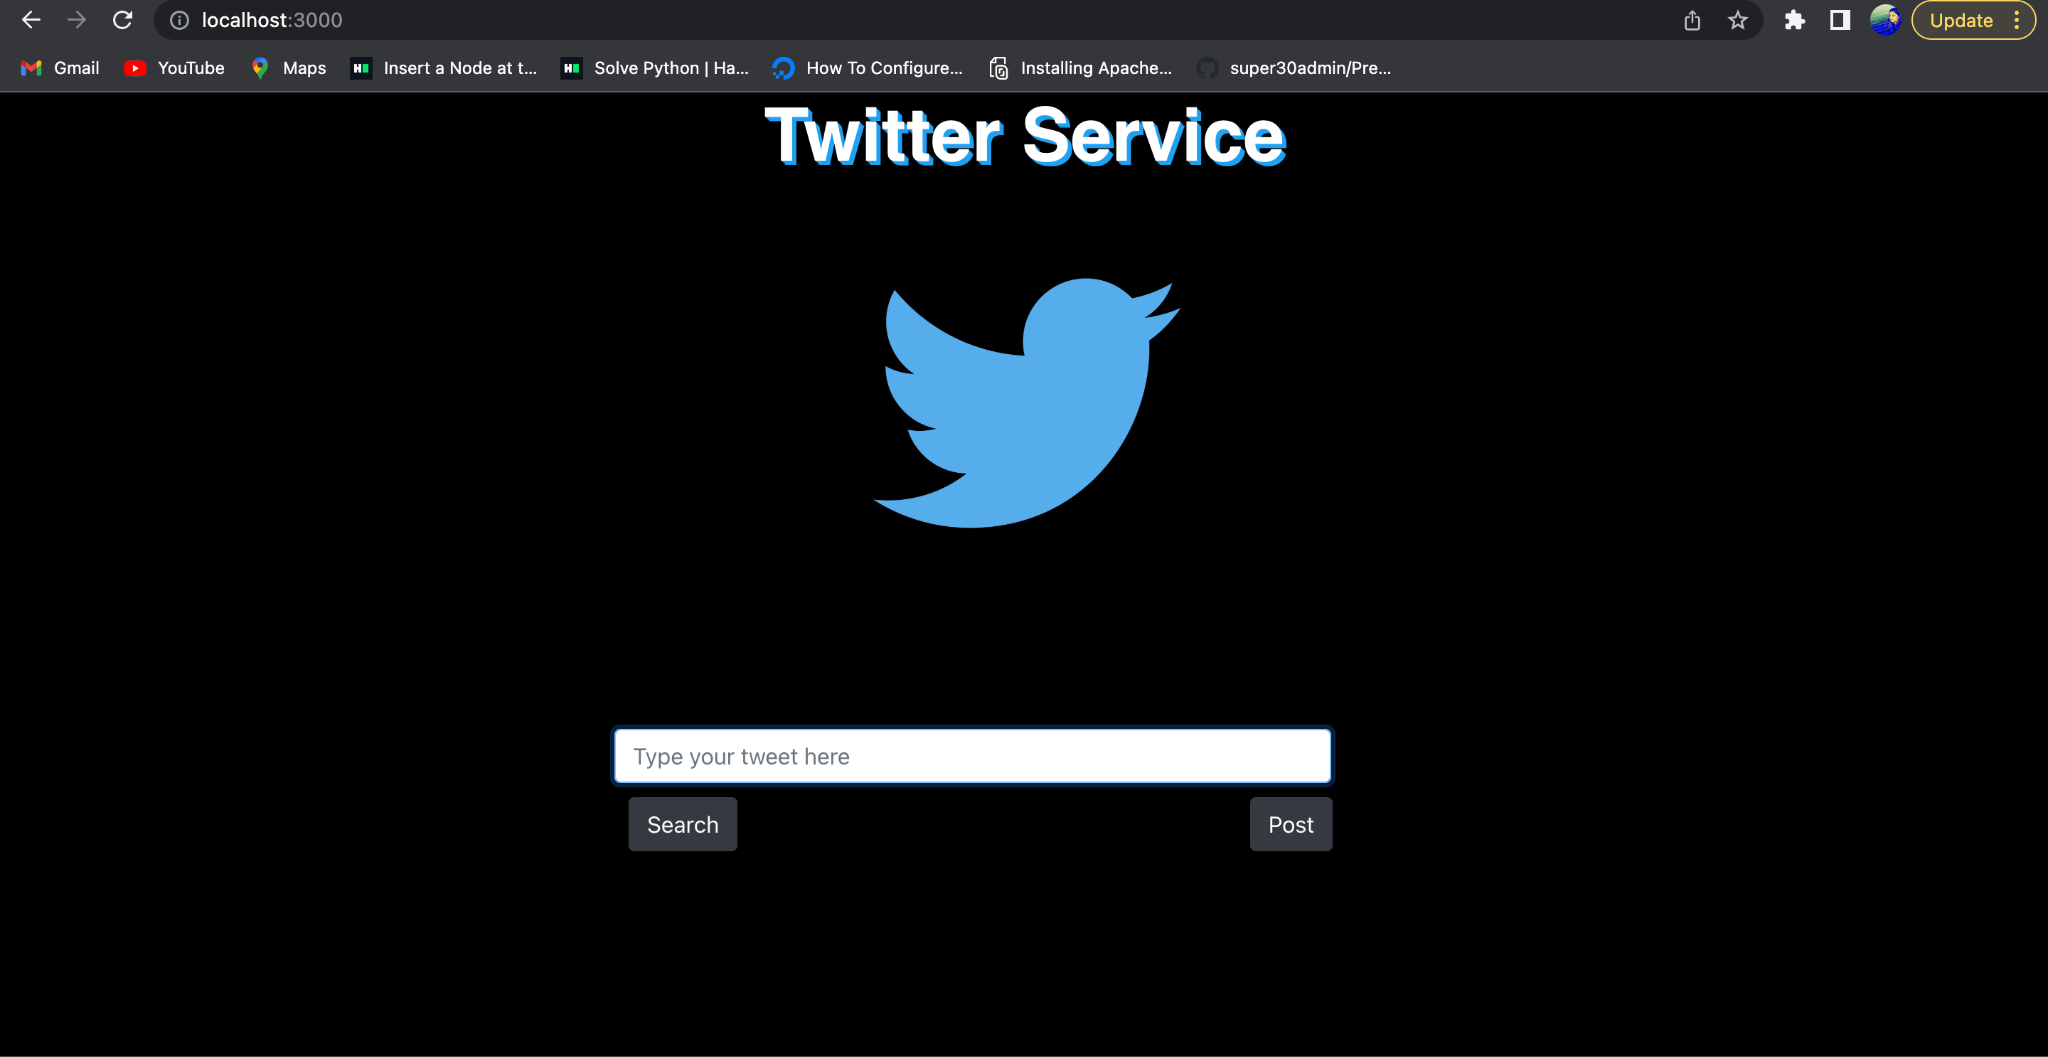 localhost:3000
Update
Gmail YouTube Maps Insert a Node at t... Solve Python | Ha... How To Configure... Installing Apache... super30admin/Pre...
Twitter Service
Type your tweet here
Search Post